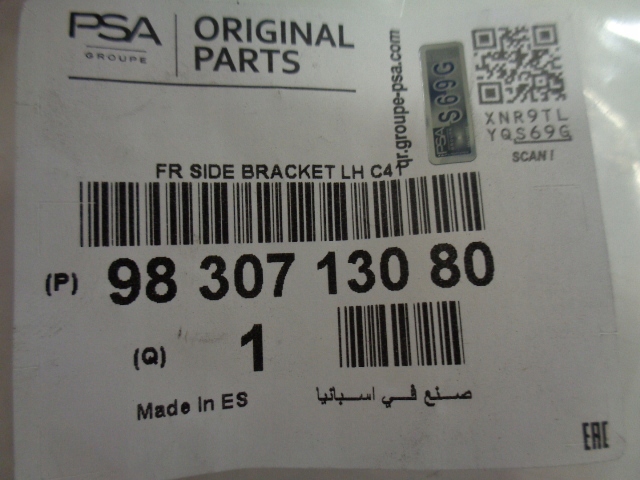 PSA
GROUPE
ORIGINAL
PARTS
qr.groupe-psa.com
PSA S69G
XNR9TL
YQS69G
SCAN!
FR SIDE BRACKET LH C41
(P) 98 307 130 80
(Q) 1
Made In ES
صنع في اسبانيا
EAC